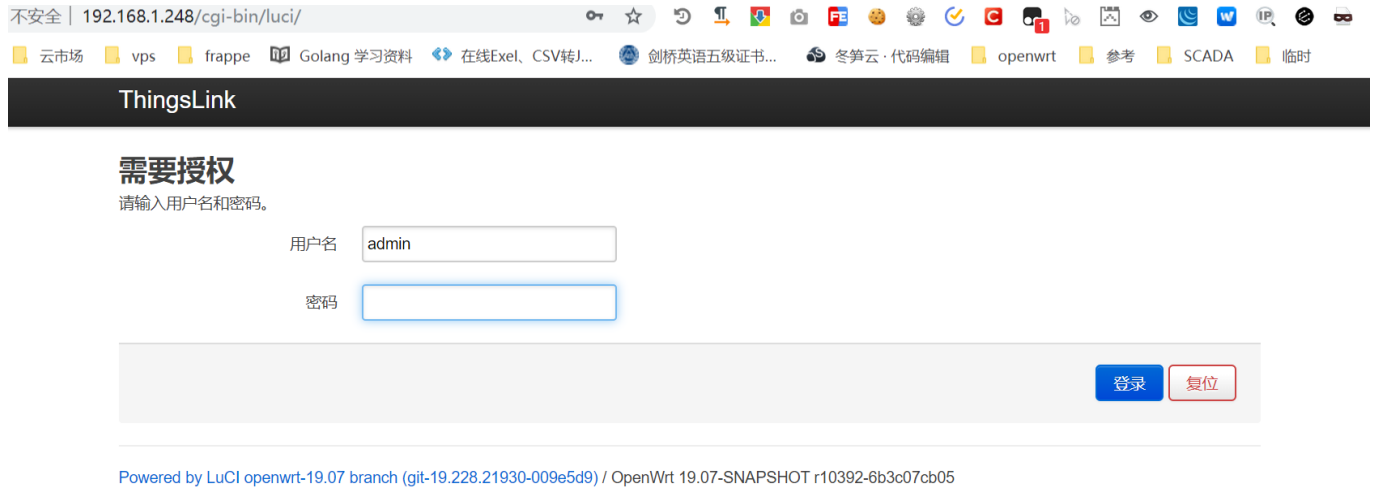 不安全 | 192.168.1.248/cgi-bin/luci/
云市场 vps frappe Golang 学习资料 在线Exel、CSV转J... 剑桥英语五级证书... 冬笋云 · 代码编辑 openwrt 参考 SCADA 临时
ThingsLink
需要授权
请输入用户名和密码。
用户名 admin
密码
登录 复位
Powered by LuCI openwrt-19.07 branch (git-19.228.21930-009e5d9) / OpenWrt 19.07-SNAPSHOT r10392-6b3c07cb05